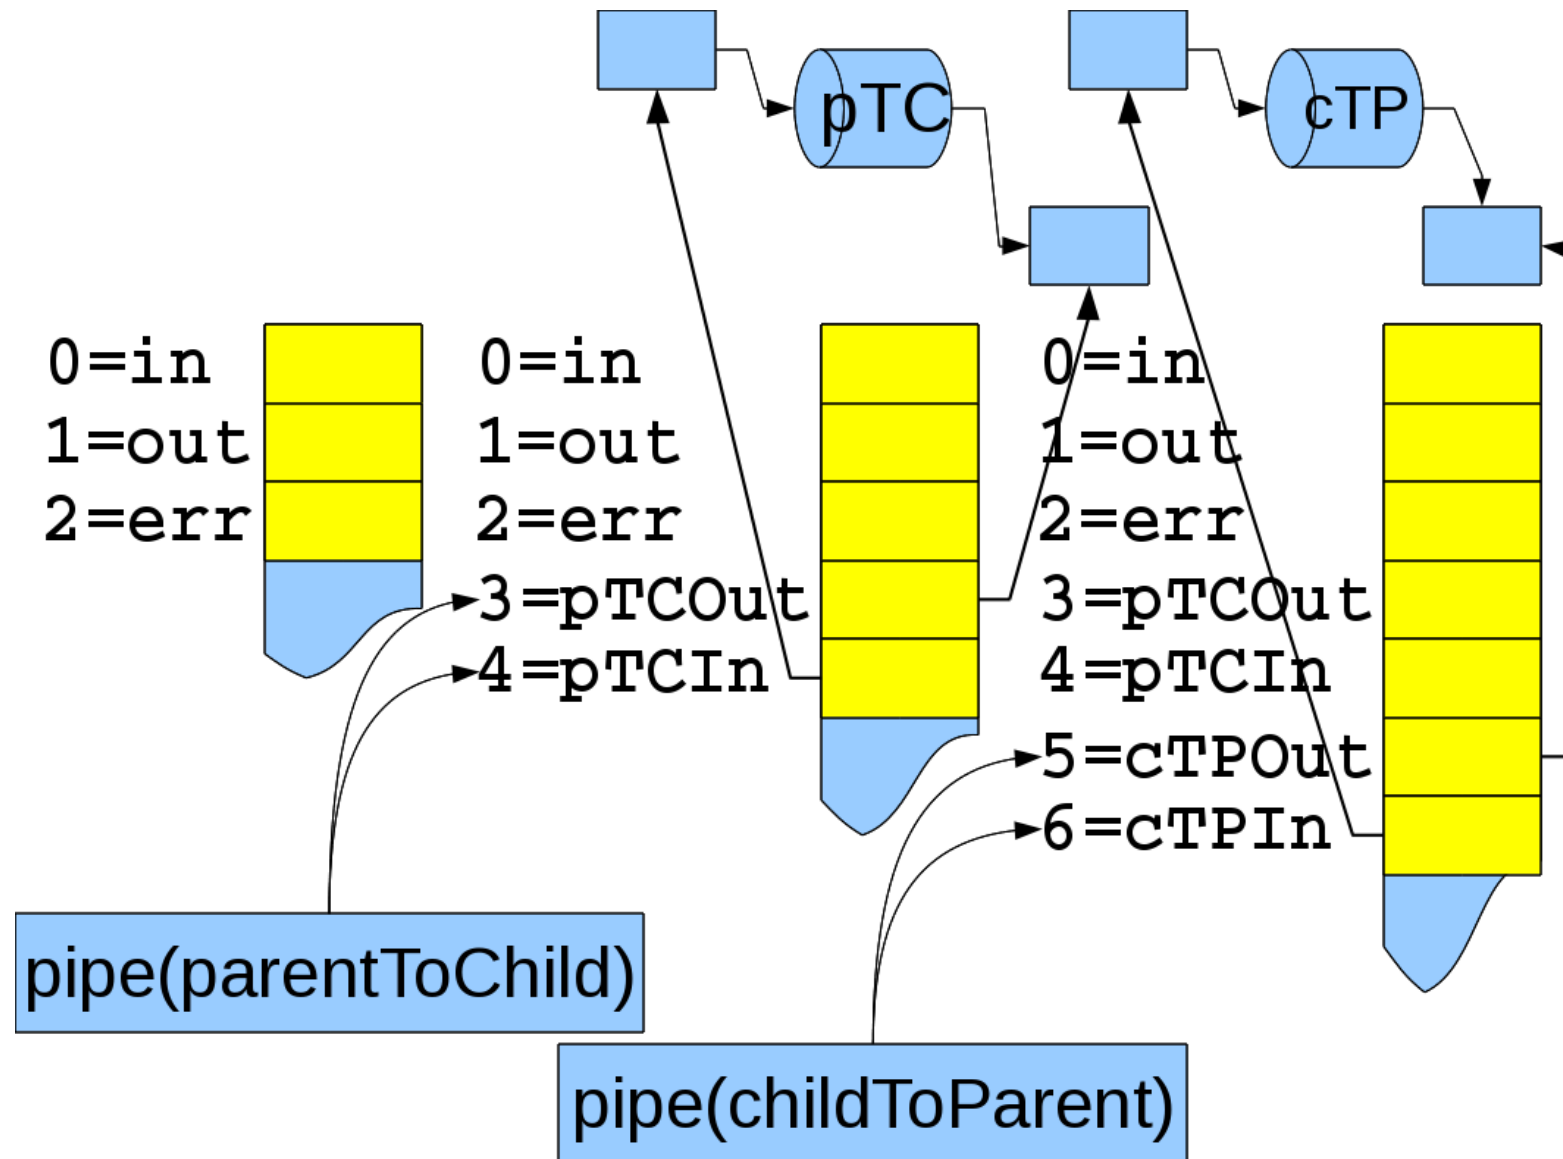 pTC
cTP
0=in
1=out
2=err
0=in
1=out
2=err
3=pTCOut
4=pTCIn
0=in
1=out
2=err
3=pTCOut
4=pTCIn
5=cTPOut
6=cTPIn
pipe(parentToChild)
pipe(childToParent)